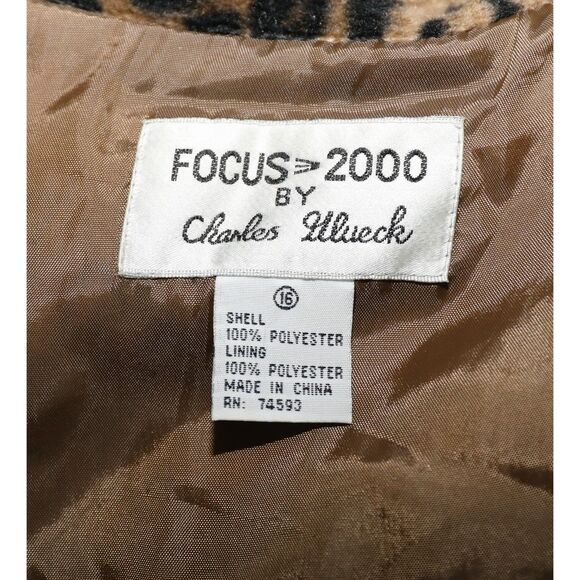 FOCUS⋝2000
BY
Charles Glueck
16
SHELL
100% POLYESTER
LINING
100% POLYESTER
MADE IN CHINA
RN: 74593